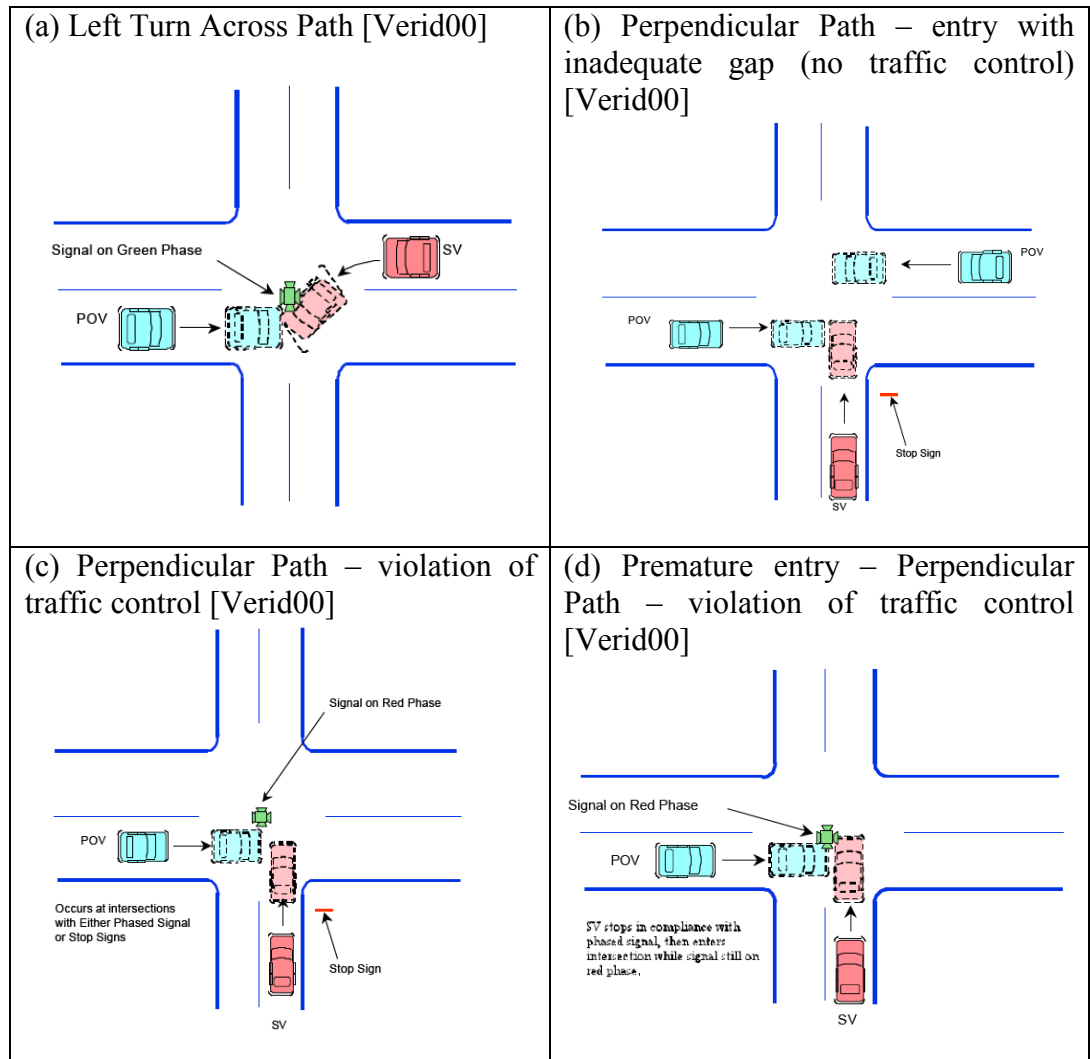 (a) Left Turn Across Path [Verid00]
Signal on Green Phase
SV
POV
(b) Perpendicular Path – entry with
inadequate gap (no traffic control)
[Verid00]
POV
POV
Stop Sign
SV
(c) Perpendicular Path – violation of
traffic control [Verid00]
Signal on Red Phase
POV
Occurs at intersections
with Either Phased Signal
or Stop Signs
Stop Sign
SV
(d) Premature entry – Perpendicular
Path – violation of traffic control
[Verid00]
Signal on Red Phase
POV
SV stops in compliance with
phased signal, then enters
intersection while signal still on
red phase.
SV